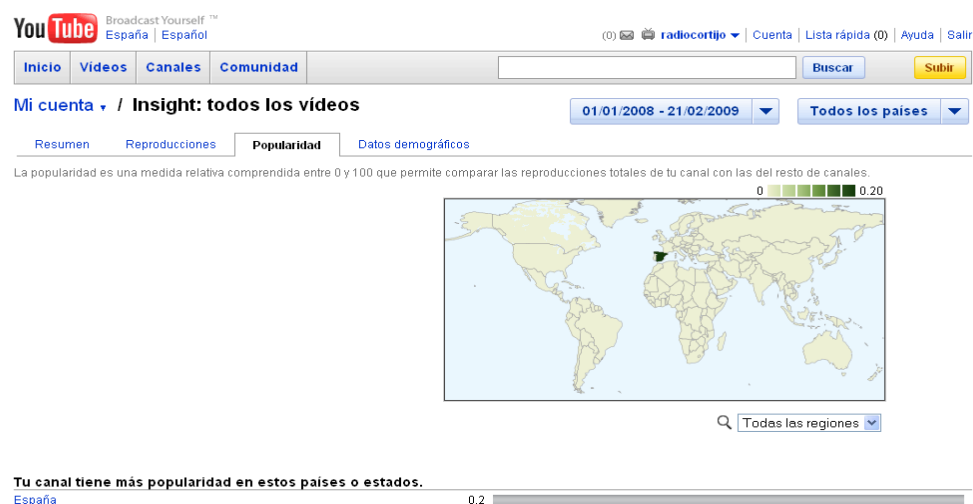 You Tube Broadcast Yourself ™
España | Español
(0) radiocortijo | Cuenta | Lista rápida (0) | Ayuda | Salir
Inicio Vídeos Canales Comunidad Buscar Subir
Mi cuenta / Insight: todos los vídeos
01/01/2008 - 21/02/2009 Todos los países
Resumen Reproducciones Popularidad Datos demográficos
La popularidad es una medida relativa comprendida entre 0 y 100 que permite comparar las reproducciones totales de tu canal con las del resto de canales.
0 0.20
Todas las regiones
Tu canal tiene más popularidad en estos países o estados.
España 0.2